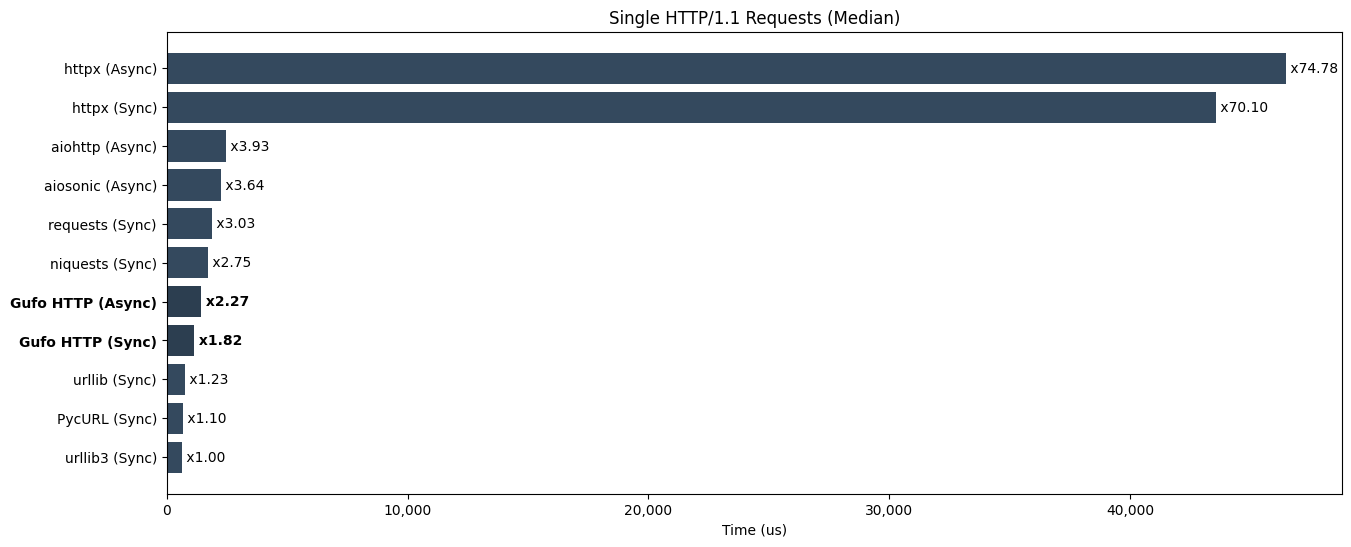 Single HTTP/1.1 Requests (Median)
httpx (Async) x74.78
httpx (Sync) x70.10
aiohttp (Async) x3.93
aiosonic (Async) x3.64
requests (Sync) x3.03
niquests (Sync) x2.75
Gufo HTTP (Async) x2.27
Gufo HTTP (Sync) x1.82
urllib (Sync) x1.23
PycURL (Sync) x1.10
urllib3 (Sync) x1.00
0 10,000 20,000 30,000 40,000
Time (us)